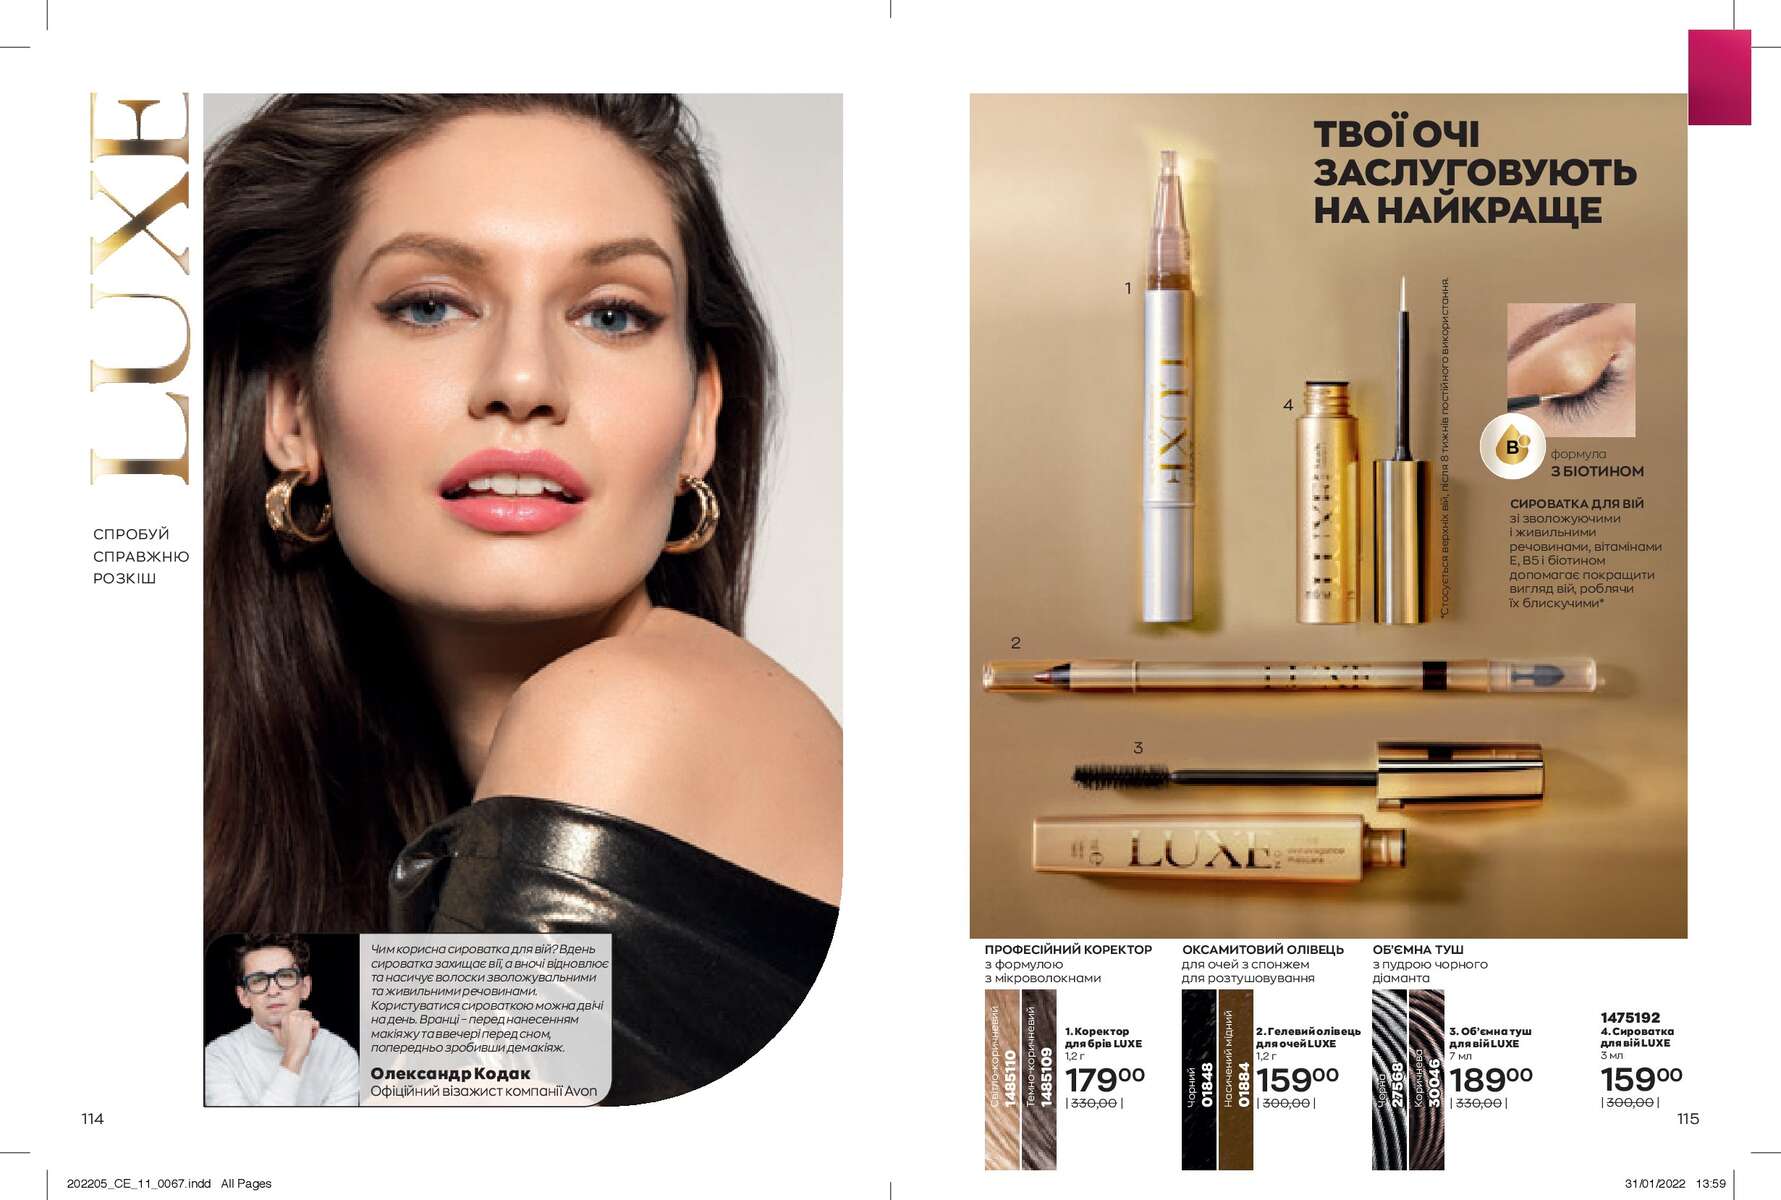 LUXE
СПРОБУЙ
СПРАВЖНЮ
РОЗКІШ
Чим корисна сироватка для вій? Вдень
сироватка захищає вії, а вночі відновлює
та насичує волоски зволожувальними
та живильними речовинами.
Користуватися сироваткою можна двічі
на день. Вранці – перед нанесенням
макіяжу та ввечері перед сном,
попередньо зробивши демакіяж.
Олександр Кодак
Офіційний візажист компанії Avon
114
ТВОЇ ОЧІ
ЗАСЛУГОВУЮТЬ
НА НАЙКРАЩЕ
1
LUXE
4
LUXE
*Стосується верхніх вій, після 8 тижнів постійного використання.
B
формула
З БІОТИНОМ
СИРОВАТКА ДЛЯ ВІЙ
зі зволожуючими
і живильними
речовинами, вітамінами
Е, В5 і біотином
допомагає покращити
вигляд вій, роблячи
їх блискучими*
2
LUXE
3
LUXE
mascara
ПРОФЕСІЙНИЙ КОРЕКТОР
з формулою
з мікроволокнами
Світло-коричневий
1485110
Темно-коричневий
1485109
1. Коректор
для брів LUXE
1,2 г
17900
| 330,00 |
ОКСАМИТОВИЙ ОЛІВЕЦЬ
для очей з спонжем
для розтушовування
Чорний
01848
Насичений мідний
01884
2. Гелевий олівець
для очей LUXE
1,2 г
15900
| 300,00 |
ОБ’ЄМНА ТУШ
з пудрою чорного
діаманта
Чорна
27568
Коричнева
30046
3. Об’ємна туш
для вій LUXE
7 мл
18900
| 330,00 |
1475192
4. Сироватка
для вій LUXE
3 мл
15900
| 300,00 |
115
202205_CE_11_0067.indd   All Pages
31/01/2022   13:59